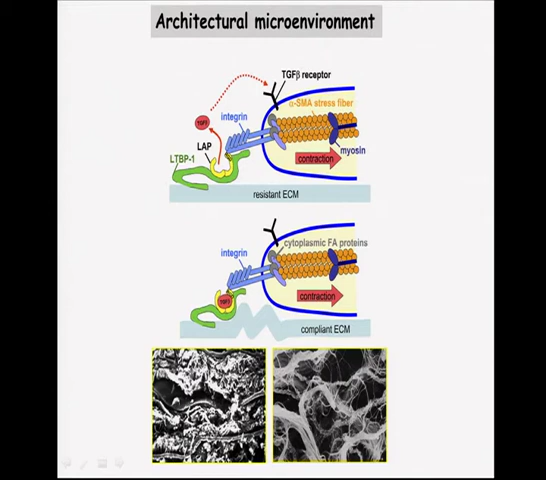 Architectural microenvironment
TGFβ receptor
α-SMA stress fiber
integrin
TGFβ
LAP
myosin
contraction
LTBP-1
resistant ECM
cytoplasmic FA proteins
integrin
contraction
TGFβ
compliant ECM